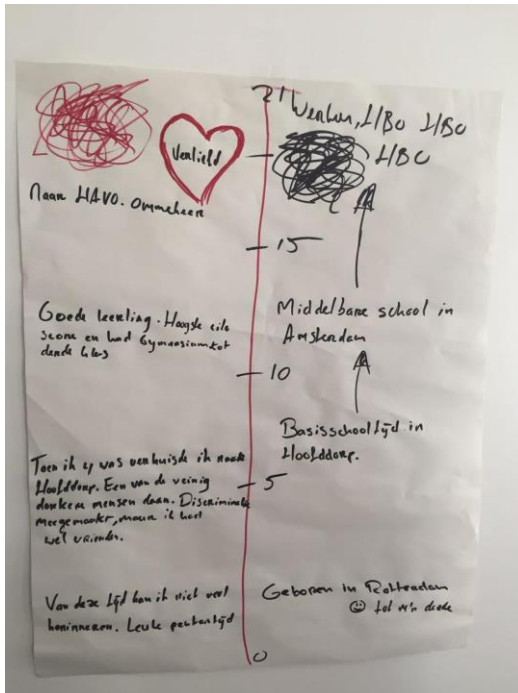 21
Werken, HBO HBO
HBO
Verliefd
Naar HAVO. Ommekeer
15
Goede leerling. Hoogste cito
score en had Gymnasium tot
derde klas
Middelbare school in
Amsterdam
10
Basisschooltijd in
Hoofddorp.
Toen ik 4 was verhuisde ik naar
Hoofddorp. Een van de weinig
donkere mensen daar. Discriminatie
meegemaakt, maar ik had
wel vrienden.
5
Van deze tijd kan ik niet veel
herinneren. Leuke peutertijd
Geboren in Rotterdam
tot m'n derde
0